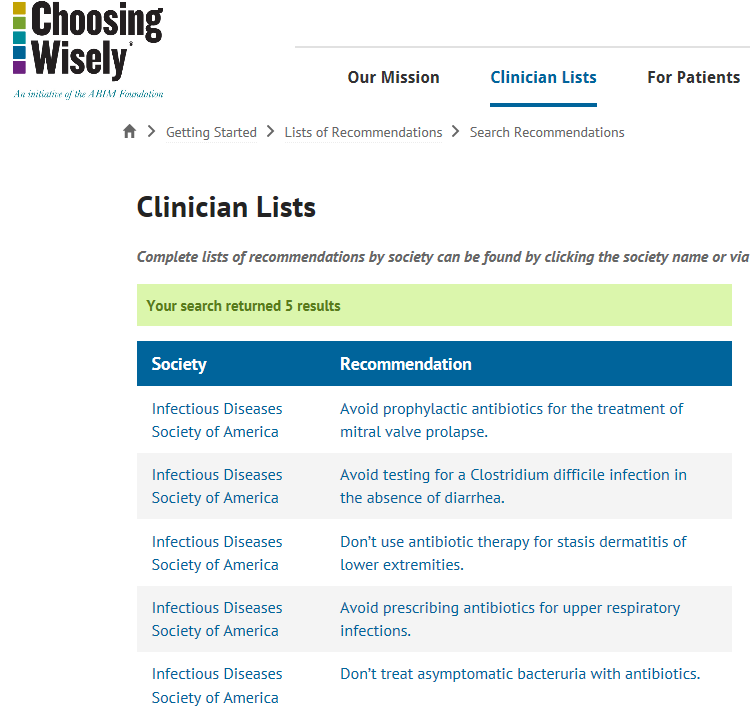 Choosing
Wisely®
An initiative of the ABIM Foundation
Our Mission
Clinician Lists
For Patients
Getting Started
Lists of Recommendations
Search Recommendations
Clinician Lists
Complete lists of recommendations by society can be found by clicking the society name or via
Your search returned 5 results
Society
Recommendation
Infectious Diseases
Society of America
Avoid prophylactic antibiotics for the treatment of
mitral valve prolapse.
Infectious Diseases
Society of America
Avoid testing for a Clostridium difficile infection in
the absence of diarrhea.
Infectious Diseases
Society of America
Don’t use antibiotic therapy for stasis dermatitis of
lower extremities.
Infectious Diseases
Society of America
Avoid prescribing antibiotics for upper respiratory
infections.
Infectious Diseases
Society of America
Don’t treat asymptomatic bacteruria with antibiotics.